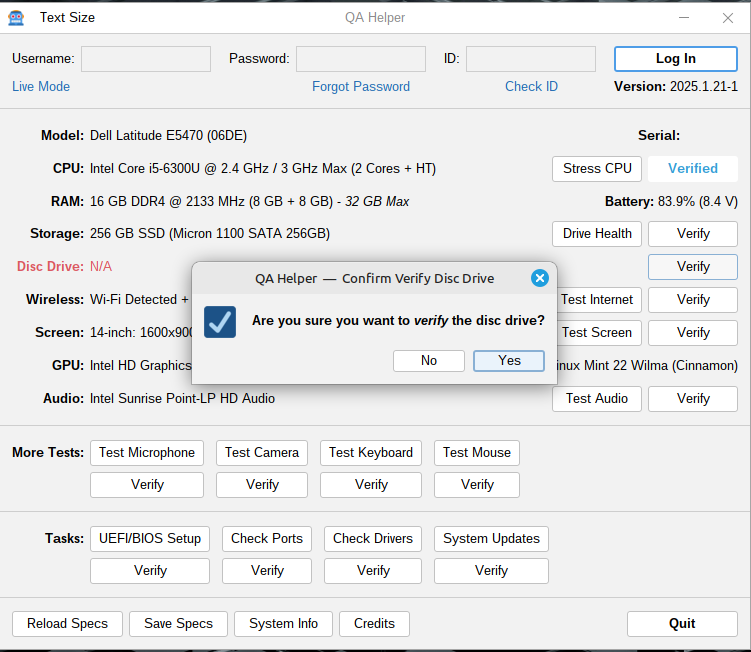 Text Size QA Helper
Username: Password: ID: Log In
Live Mode Forgot Password Check ID Version: 2025.1.21-1
Model: Dell Latitude E5470 (06DE) Serial:
CPU: Intel Core i5-6300U @ 2.4 GHz / 3 GHz Max (2 Cores + HT) Stress CPU Verified
RAM: 16 GB DDR4 @ 2133 MHz (8 GB + 8 GB) - 32 GB Max Battery: 83.9% (8.4 V)
Storage: 256 GB SSD (Micron 1100 SATA 256GB) Drive Health Verify
Disc Drive: N/A Verify
QA Helper — Confirm Verify Disc Drive
Are you sure you want to verify the disc drive?
No Yes
Wireless: Wi-Fi Detected + Test Internet Verify
Screen: 14-inch: 1600x900 Test Screen Verify
GPU: Intel HD Graphics inux Mint 22 Wilma (Cinnamon)
Audio: Intel Sunrise Point-LP HD Audio Test Audio Verify
More Tests: Test Microphone Test Camera Test Keyboard Test Mouse
Verify Verify Verify Verify
Tasks: UEFI/BIOS Setup Check Ports Check Drivers System Updates
Verify Verify Verify Verify
Reload Specs Save Specs System Info Credits Quit